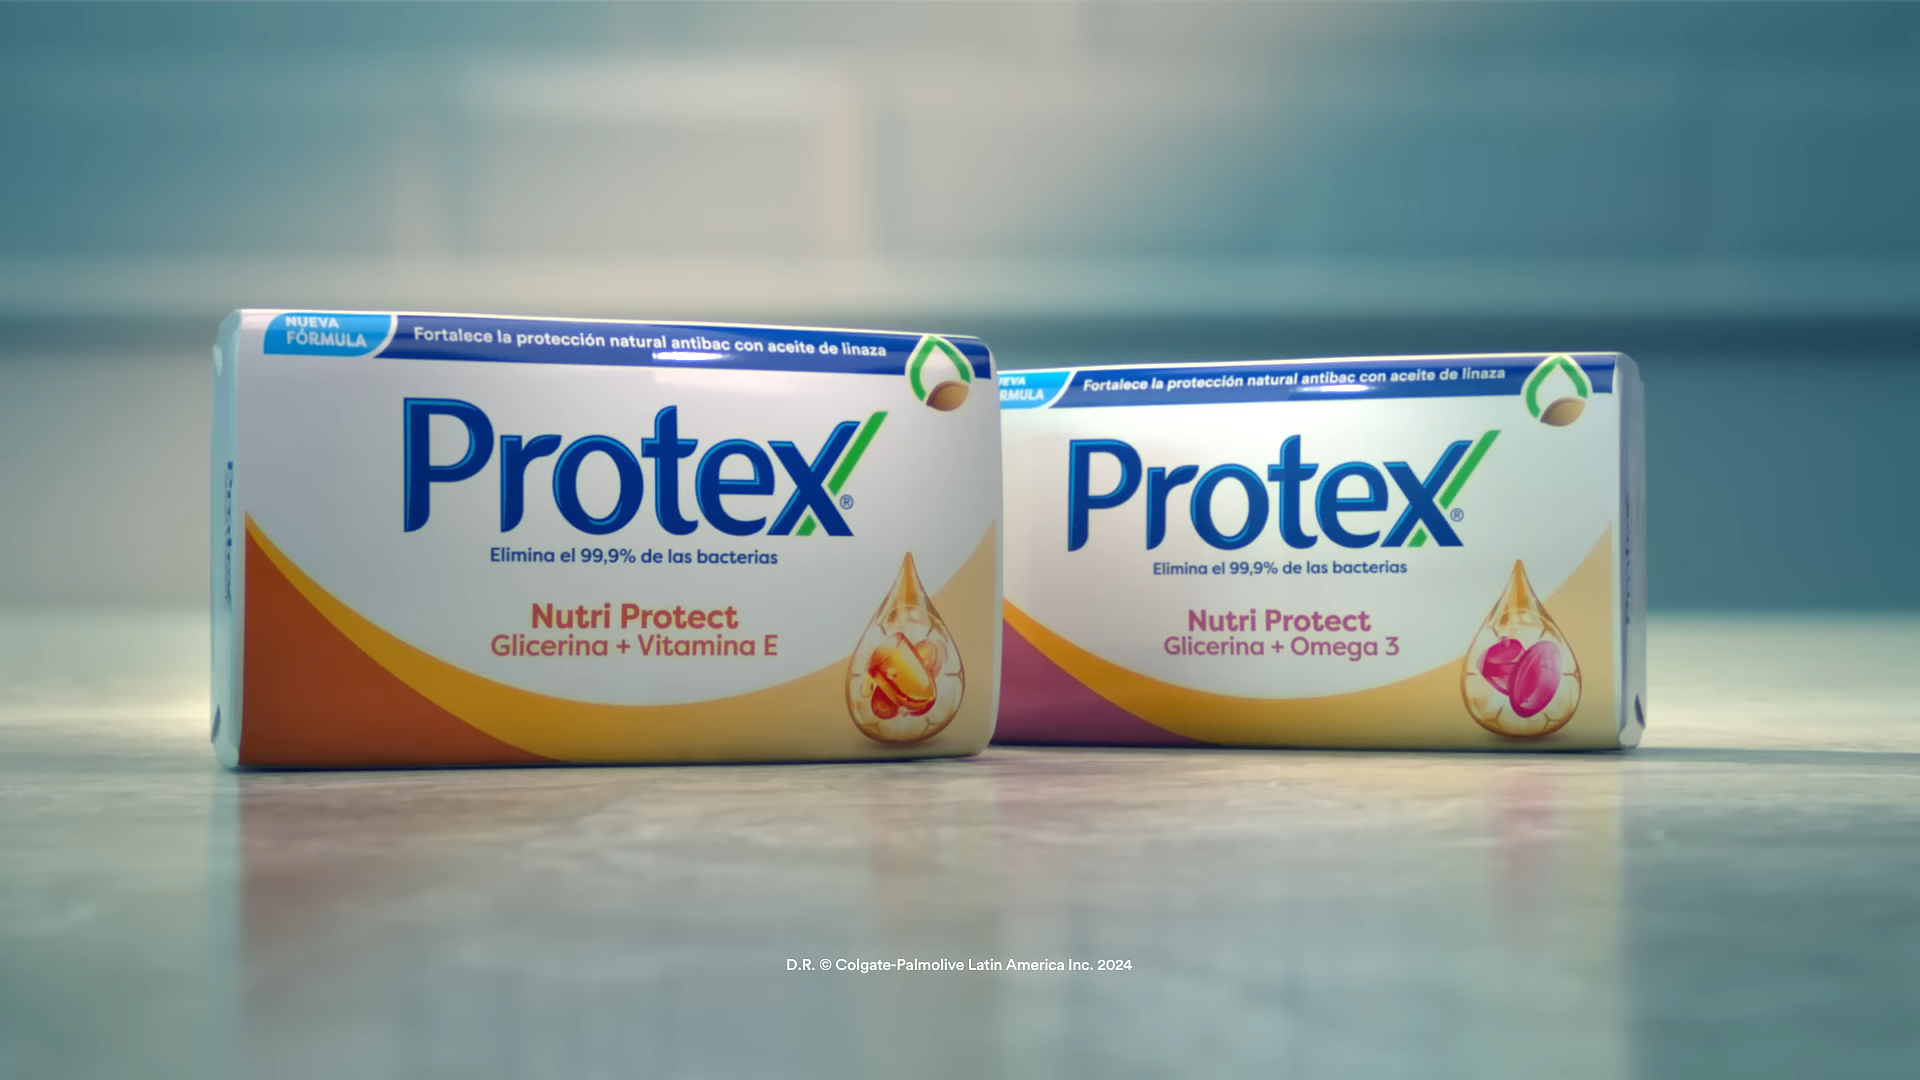 NUEVA
FÓRMULA
Fortalece la protección natural antibac con aceite de linaza
Protex®
Elimina el 99,9% de las bacterias
Nutri Protect
Glicerina + Vitamina E
Fortalece la protección natural antibac con aceite de linaza
Protex®
Elimina el 99,9% de las bacterias
Nutri Protect
Glicerina + Omega 3
D.R. © Colgate-Palmolive Latin America Inc. 2024